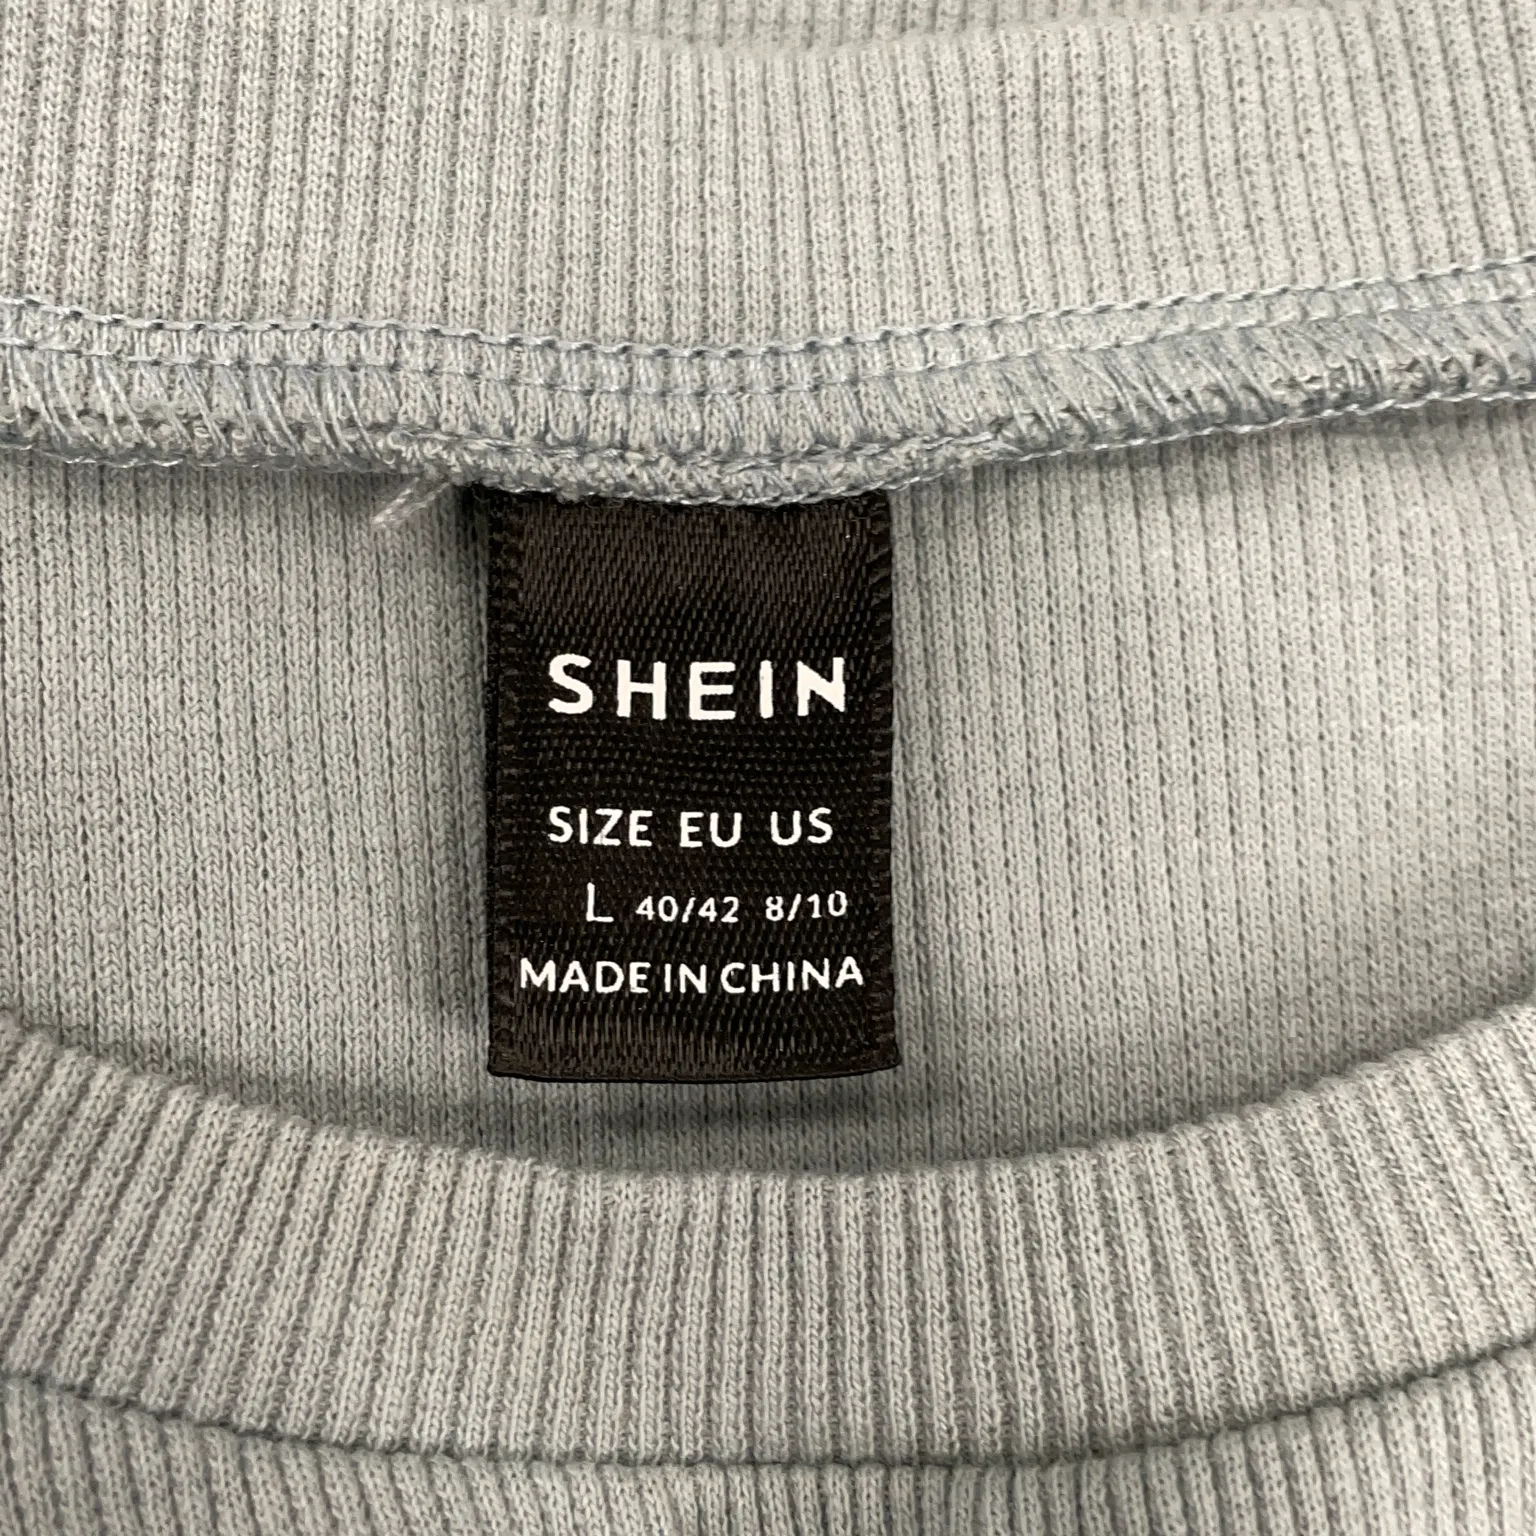 SHEIN
SIZE EU US
L 40/42 8/10
MADE IN CHINA